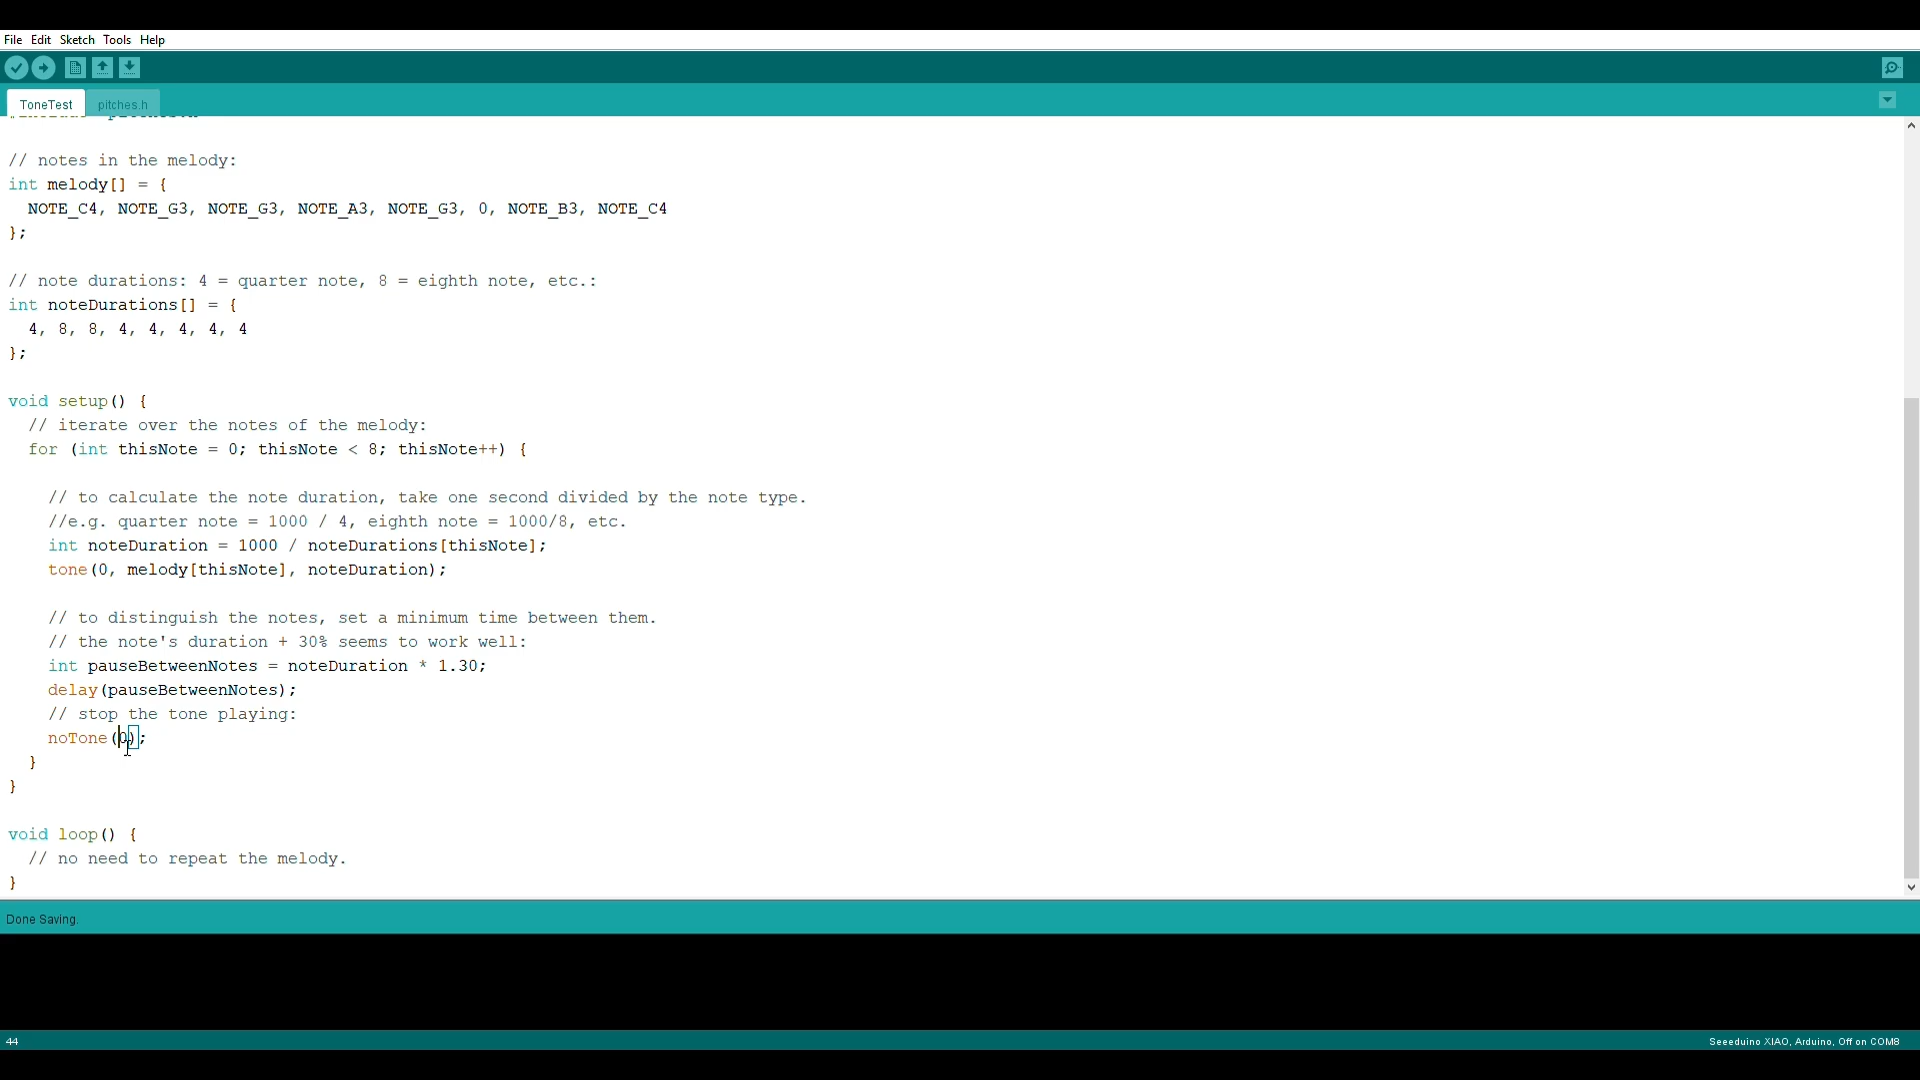 File Edit Sketch Tools Help
ToneTest pitches.h
// notes in the melody:
int melody[] = {
NOTE_C4, NOTE_G3, NOTE_G3, NOTE_A3, NOTE_G3, 0, NOTE_B3, NOTE_C4
};
// note durations: 4 = quarter note, 8 = eighth note, etc.:
int noteDurations[] = {
4, 8, 8, 4, 4, 4, 4, 4
};
void setup() {
// iterate over the notes of the melody:
for (int thisNote = 0; thisNote < 8; thisNote++) {
// to calculate the note duration, take one second divided by the note type.
//e.g. quarter note = 1000 / 4, eighth note = 1000/8, etc.
int noteDuration = 1000 / noteDurations[thisNote];
tone(0, melody[thisNote], noteDuration);
// to distinguish the notes, set a minimum time between them.
// the note's duration + 30% seems to work well:
int pauseBetweenNotes = noteDuration * 1.30;
delay(pauseBetweenNotes);
// stop the tone playing:
noTone(0);
}
}
void loop() {
// no need to repeat the melody.
}
Done Saving.
44 Seeeduino XIAO, Arduino, Off on COM8